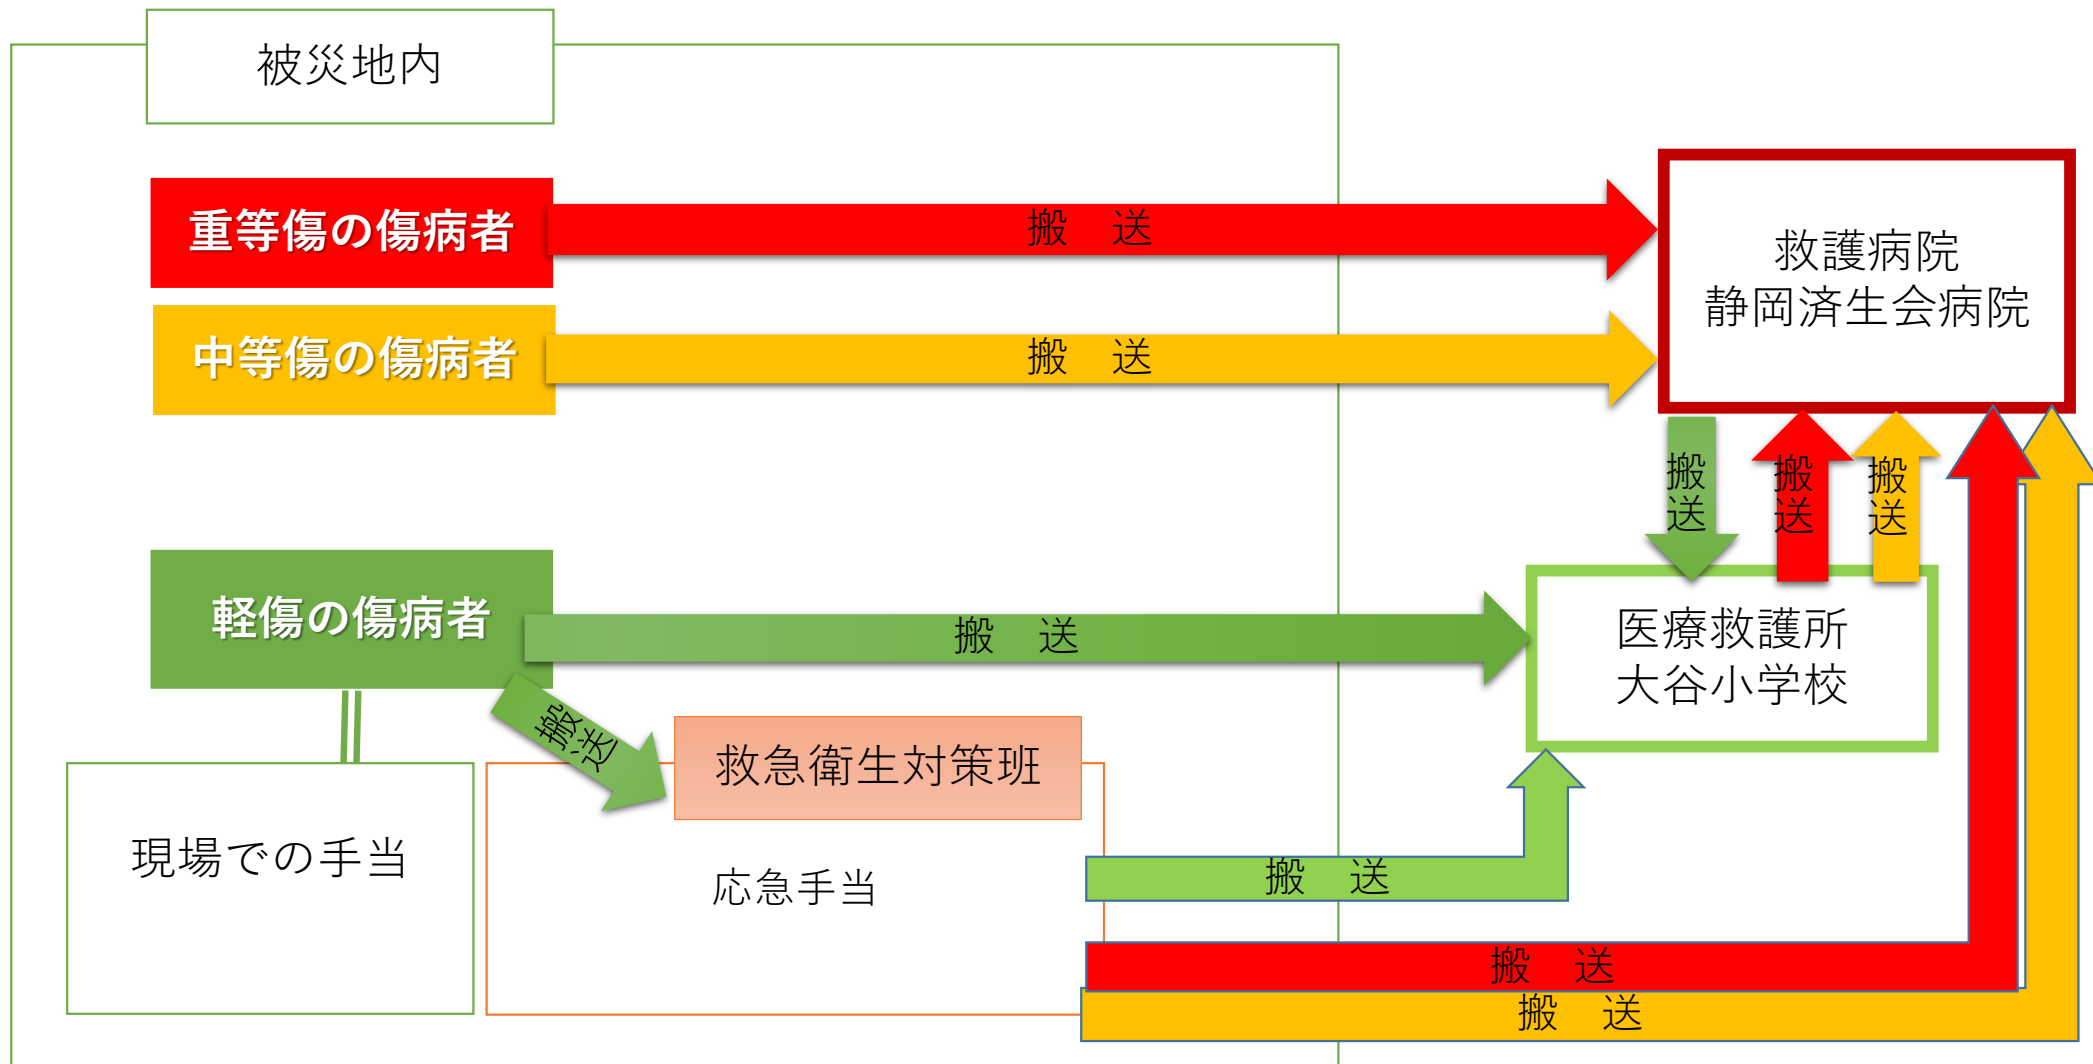 被災地内
重等傷の傷病者
搬　送
救護病院
静岡済生会病院
中等傷の傷病者
搬　送
搬送
搬送
搬送
軽傷の傷病者
搬　送
医療救護所
大谷小学校
搬送
救急衛生対策班
現場での手当
応急手当
搬　送
搬　送
搬　送